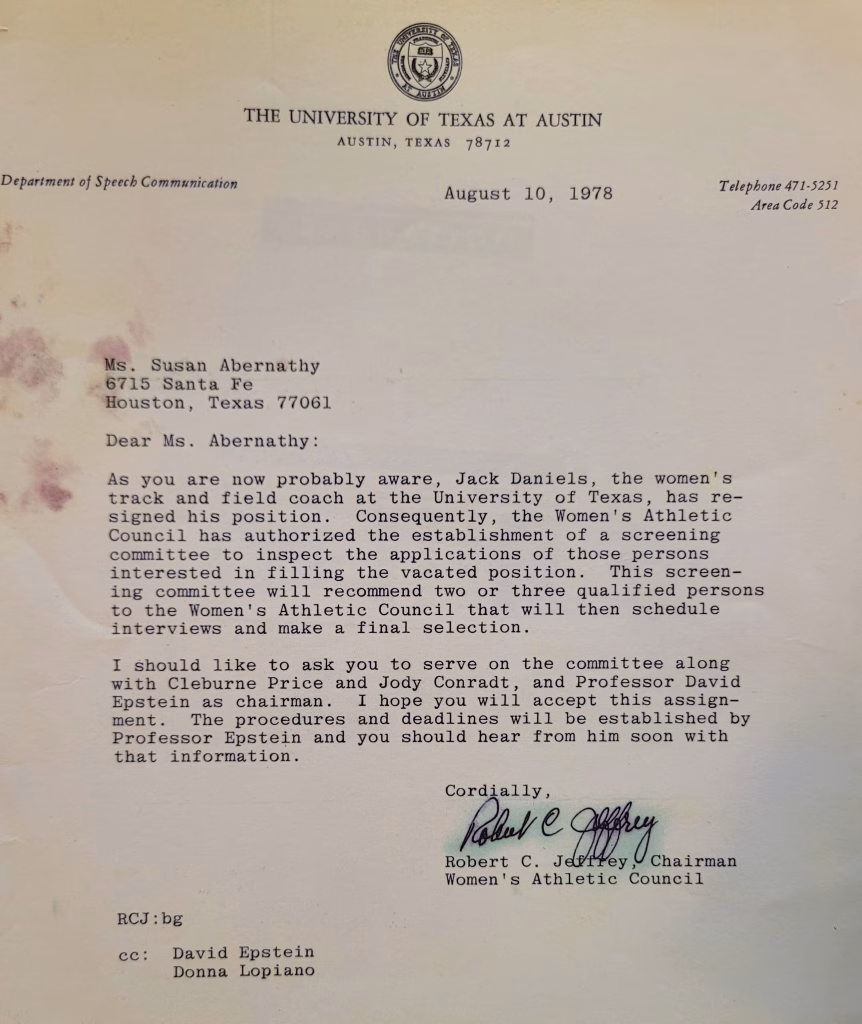 THE UNIVERSITY OF TEXAS
AT AUSTIN
THE UNIVERSITY OF TEXAS AT AUSTIN
AUSTIN, TEXAS 78712
Department of Speech Communication
August 10, 1978
Telephone 471-5251
Area Code 512
Ms. Susan Abernathy
6715 Santa Fe
Houston, Texas 77061
Dear Ms. Abernathy:
As you are now probably aware, Jack Daniels, the women's
track and field coach at the University of Texas, has re-
signed his position. Consequently, the Women's Athletic
Council has authorized the establishment of a screening
committee to inspect the applications of those persons
interested in filling the vacated position. This screen-
ing committee will recommend two or three qualified persons
to the Women's Athletic Council that will then schedule
interviews and make a final selection.
I should like to ask you to serve on the committee along
with Cleburne Price and Jody Conradt, and Professor David
Epstein as chairman. I hope you will accept this assign-
ment. The procedures and deadlines will be established by
Professor Epstein and you should hear from him soon with
that information.
Cordially,
Robert C Jeffrey
Robert C. Jeffrey, Chairman
Women's Athletic Council
RCJ:bg
cc: David Epstein
Donna Lopiano